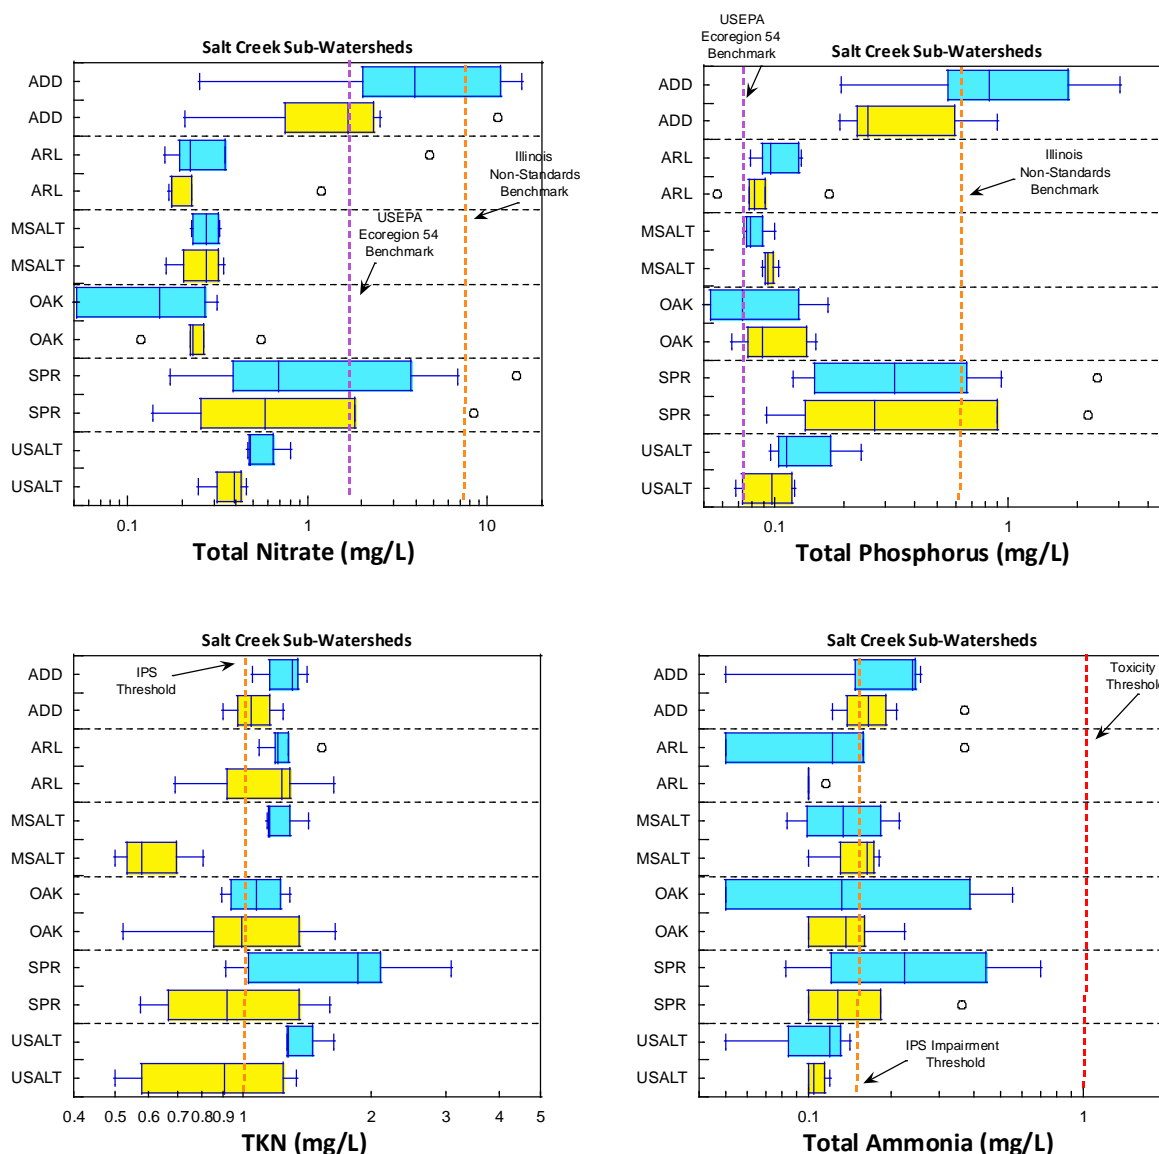 Salt Creek Sub-Watersheds
ADD
ADD
ARL
ARL
MSALT
MSALT
OAK
OAK
SPR
SPR
USALT
USALT
Illinois
Non-Standards
Benchmark
USEPA
Ecoregion 54
Benchmark
0.1
1
10
Total Nitrate (mg/L)
USEPA
Ecoregion 54
Benchmark
Salt Creek Sub-Watersheds
ADD
ADD
ARL
ARL
MSALT
MSALT
OAK
OAK
SPR
SPR
USALT
USALT
Illinois
Non-Standards
Benchmark
0.1
1
Total Phosphorus (mg/L)
Salt Creek Sub-Watersheds
IPS
Threshold
ADD
ADD
ARL
ARL
MSALT
MSALT
OAK
OAK
SPR
SPR
USALT
USALT
0.4
0.5
0.6
0.7
0.8
0.9
1
2
3
4
5
TKN (mg/L)
Salt Creek Sub-Watersheds
Toxicity
Threshold
ADD
ADD
ARL
ARL
MSALT
MSALT
OAK
OAK
SPR
SPR
USALT
USALT
IPS Impairment
Threshold
0.1
1
Total Ammonia (mg/L)